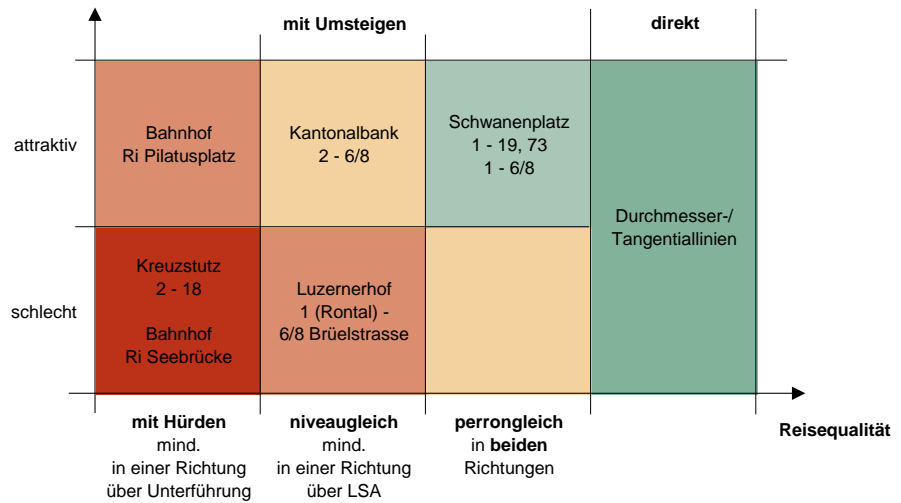 mit Umsteigen
direkt
attraktiv
Bahnhof
Ri Pilatusplatz
Kantonalbank
2 - 6/8
Schwanenplatz
1 - 19, 73
1 - 6/8
Durchmesser-/
Tangentiallinien
schlecht
Kreuzstutz
2 - 18
Bahnhof
Ri Seebrücke
Luzernerhof
1 (Rontal) -
6/8 Brüelstrasse
mit Hürden
mind.
in einer Richtung
über Unterführung
niveaugleich
mind.
in einer Richtung
über LSA
perrongleich
in beiden
Richtungen
Reisequalität